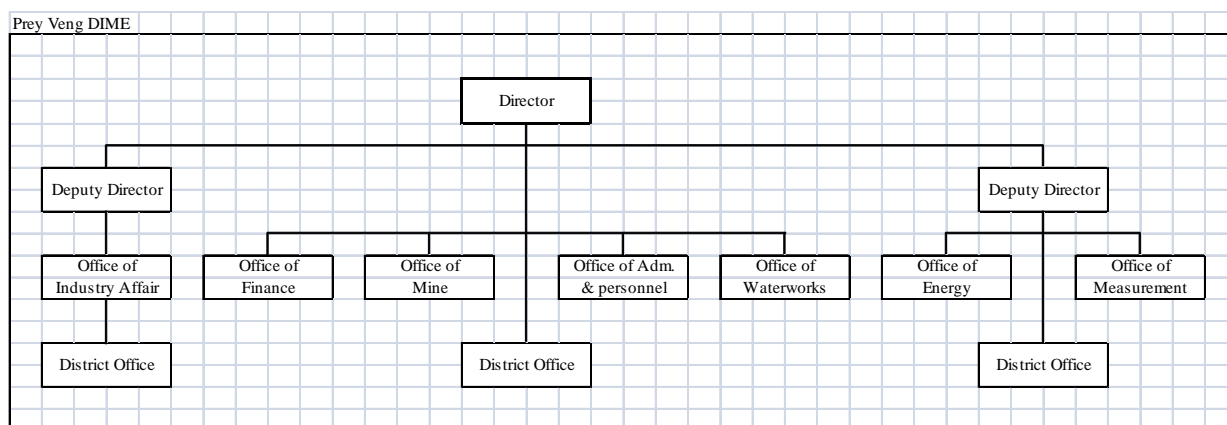 Prey Veng DIME
Director
Deputy Director
Deputy Director
Office of
Industry Affair
Office of
Finance
Office of
Mine
Office of Adm.
& personnel
Office of
Waterworks
Office of
Energy
Office of
Measurement
District Office
District Office
District Office